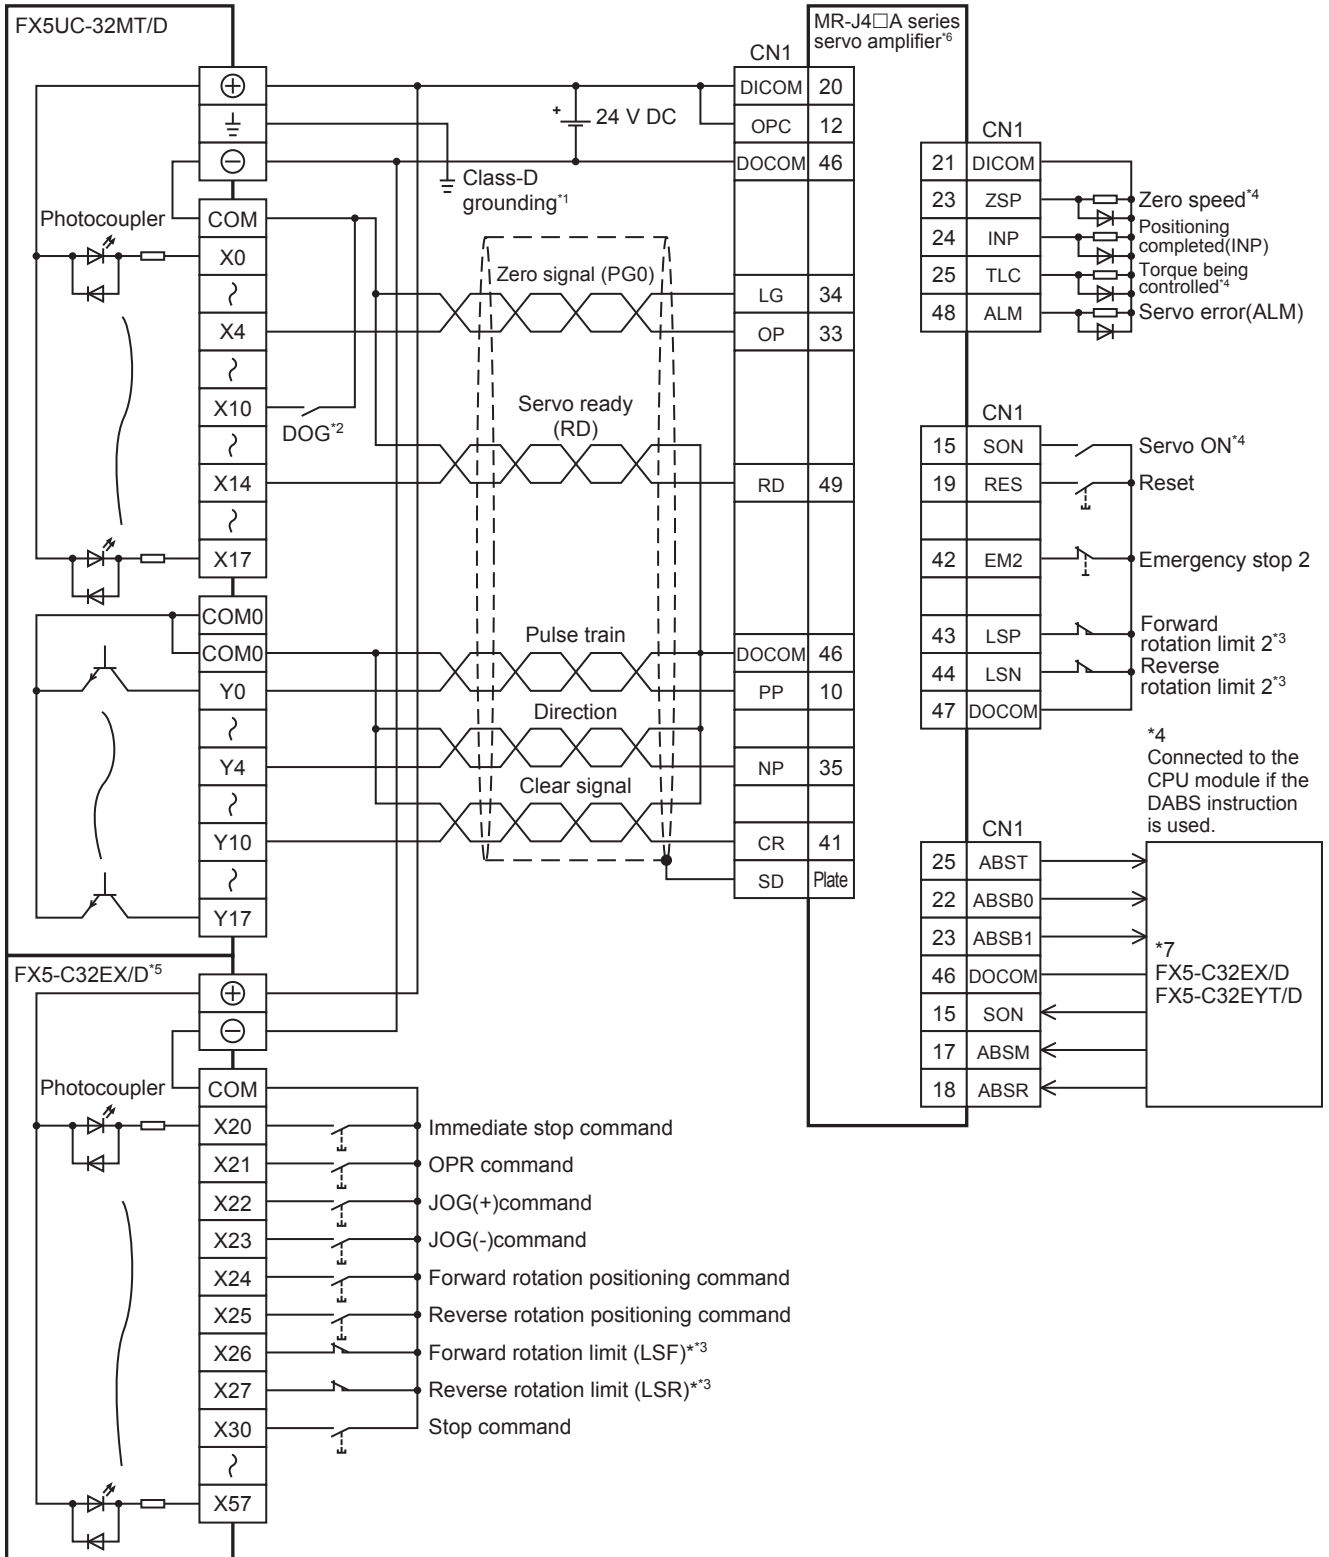 FX5UC-32MT/D
MR-J4□A series
servo amplifier*6
CN1
DICOM 20
OPC 12
DOCOM 46
24 V DC
+
Class-D
grounding*1
Photocoupler
COM
X0
X4
X10
X14
X17
COM0
COM0
Y0
Y4
Y10
Y17
DOG*2
Zero signal (PG0)
LG 34
OP 33
Servo ready
(RD)
RD 49
Pulse train
DOCOM 46
PP 10
Direction
NP 35
Clear signal
CR 41
SD Plate
CN1
21 DICOM
23 ZSP Zero speed*4
24 INP Positioning
completed(INP)
25 TLC Torque being
controlled*4
48 ALM Servo error(ALM)
CN1
15 SON Servo ON*4
19 RES Reset
42 EM2 Emergency stop 2
43 LSP Forward
rotation limit 2*3
44 LSN Reverse
rotation limit 2*3
47 DOCOM
*4
Connected to the
CPU module if the
DABS instruction
is used.
CN1
25 ABST
22 ABSB0
23 ABSB1
46 DOCOM
15 SON
17 ABSM
18 ABSR
*7
FX5-C32EX/D
FX5-C32EYT/D
FX5-C32EX/D*5
Photocoupler
COM
X20 Immediate stop command
X21 OPR command
X22 JOG(+)command
X23 JOG(-)command
X24 Forward rotation positioning command
X25 Reverse rotation positioning command
X26 Forward rotation limit (LSF)**3
X27 Reverse rotation limit (LSR)**3
X30 Stop command
X57